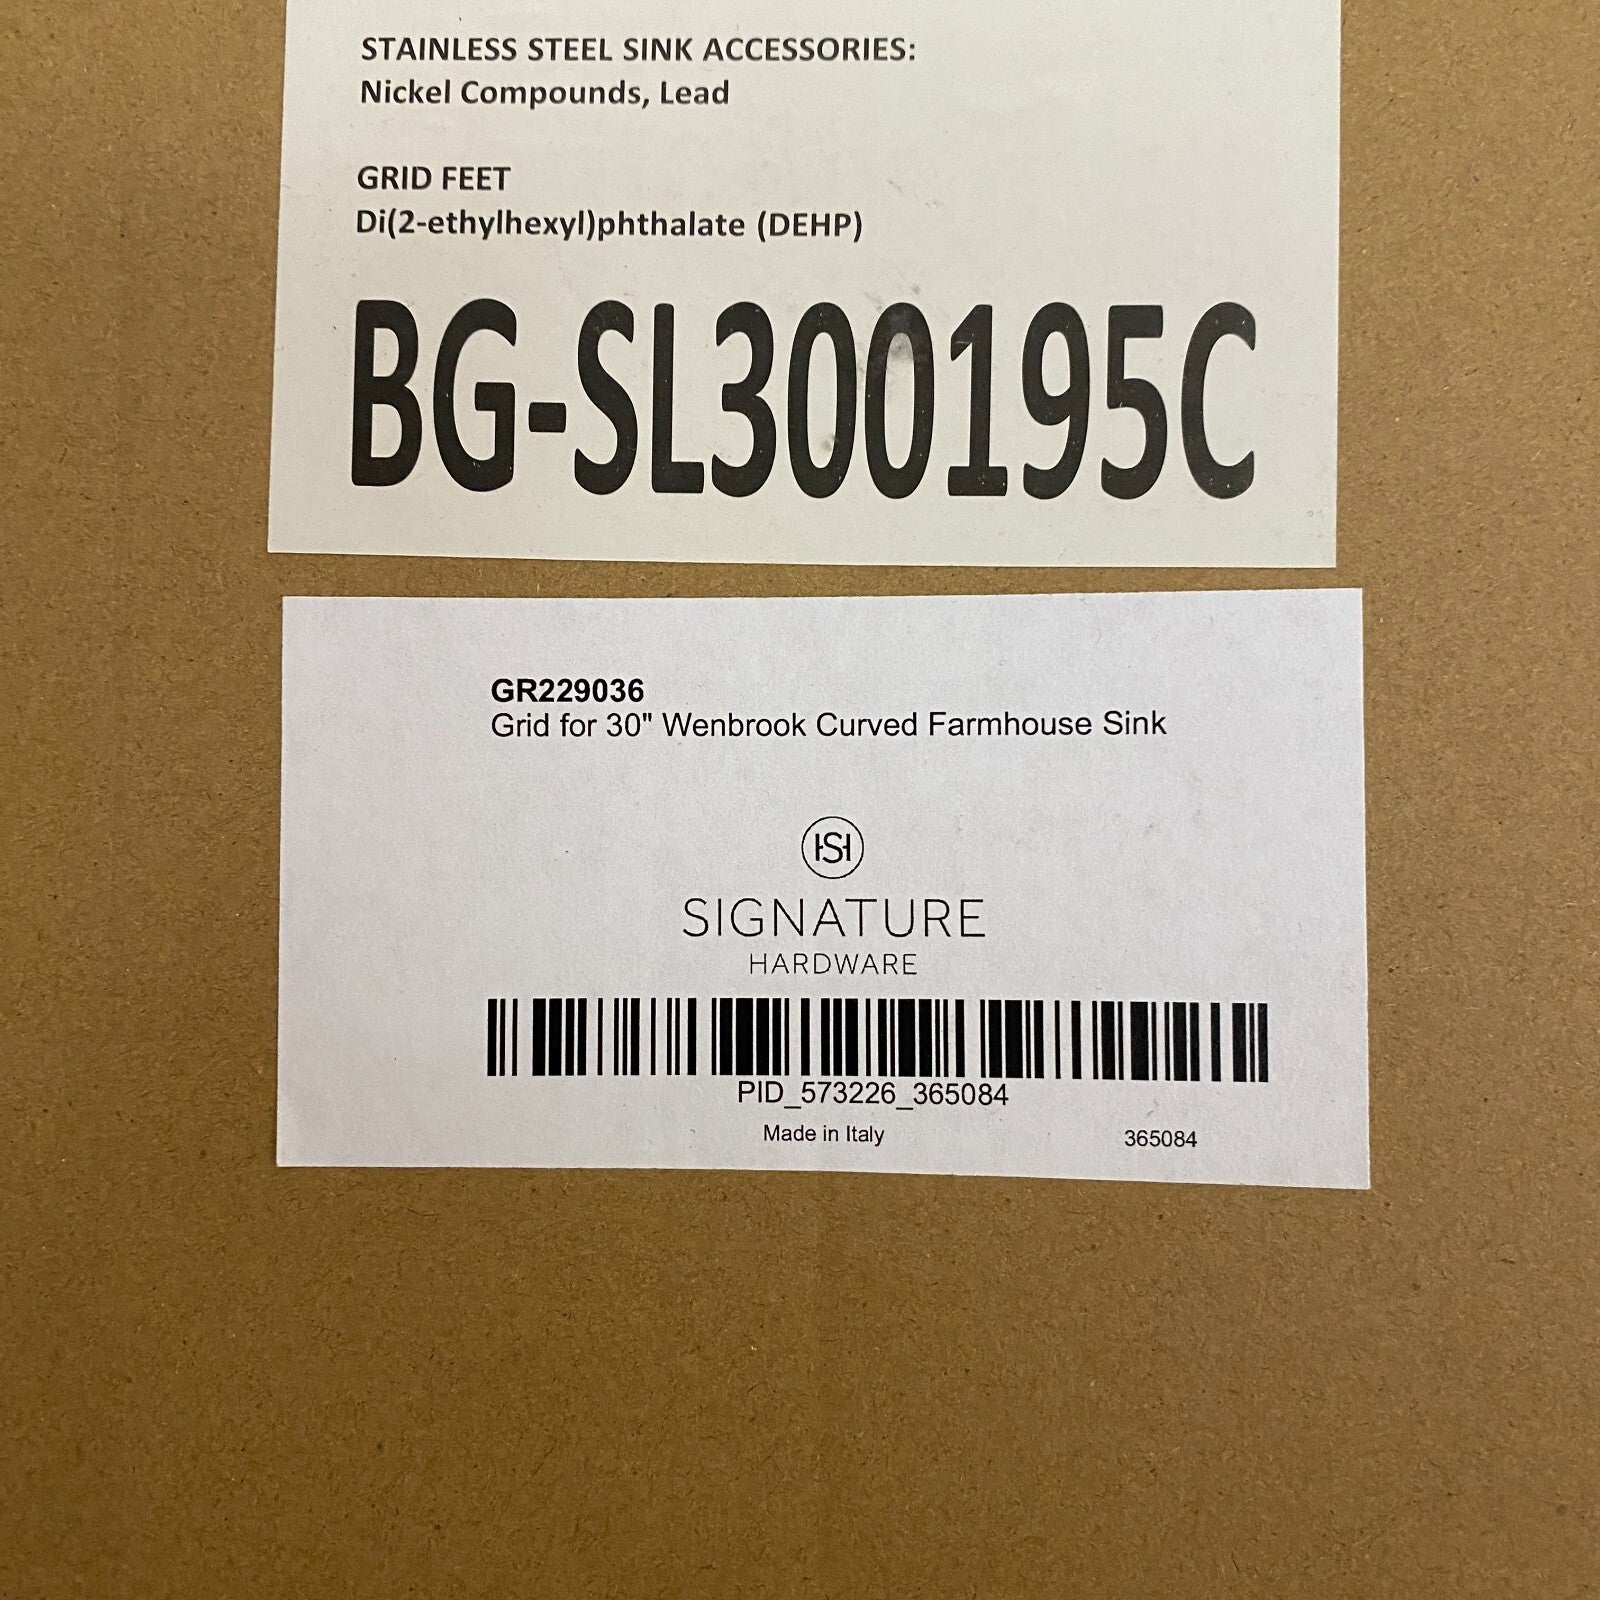 STAINLESS STEEL SINK ACCESSORIES:
Nickel Compounds, Lead
GRID FEET
Di(2-ethylhexyl)phthalate (DEHP)
BG-SL300195C
GR229036
Grid for 30" Wenbrook Curved Farmhouse Sink
HSH
SIGNATURE
HARDWARE
PID_573226_365084
Made in Italy
365084